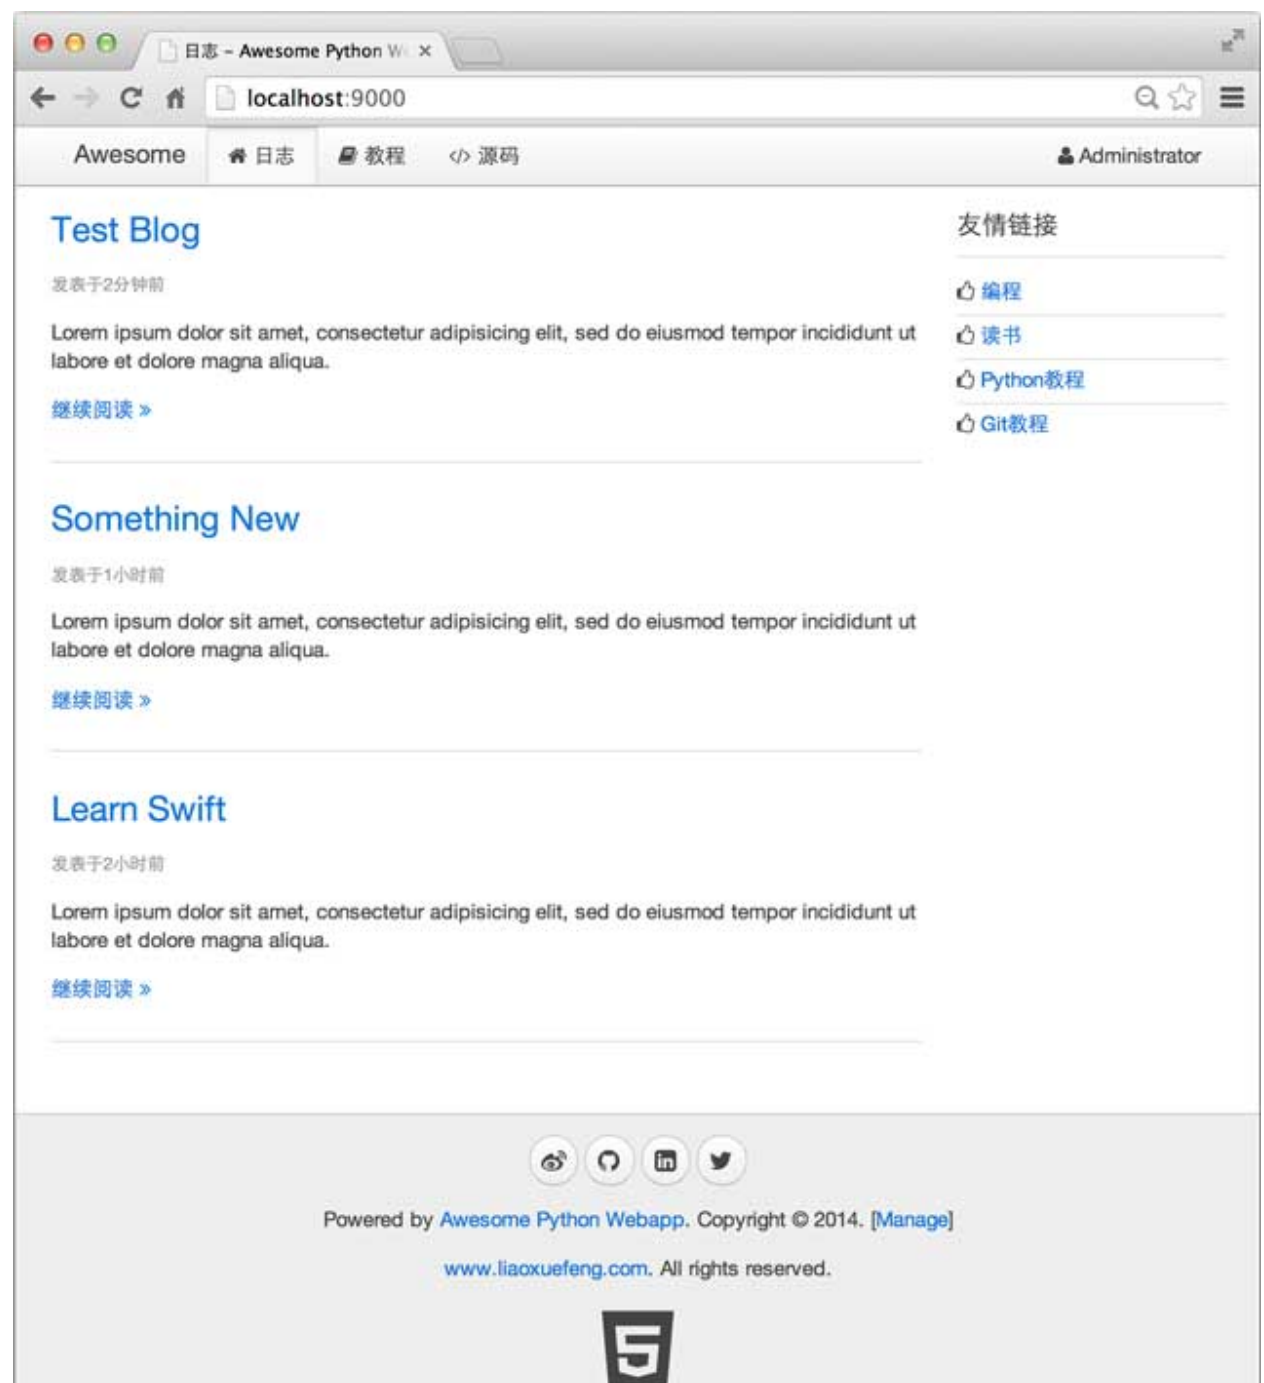 日志 - Awesome Python W
localhost:9000
Awesome 日志 教程 源码 Administrator
Test Blog
发表于2分钟前
Lorem ipsum dolor sit amet, consectetur adipisicing elit, sed do eiusmod tempor incididunt ut
labore et dolore magna aliqua.
继续阅读 »
Something New
发表于1小时前
Lorem ipsum dolor sit amet, consectetur adipisicing elit, sed do eiusmod tempor incididunt ut
labore et dolore magna aliqua.
继续阅读 »
Learn Swift
发表于2小时前
Lorem ipsum dolor sit amet, consectetur adipisicing elit, sed do eiusmod tempor incididunt ut
labore et dolore magna aliqua.
继续阅读 »
友情链接
编程
读书
Python教程
Git教程
Powered by Awesome Python Webapp. Copyright © 2014. [Manage]
www.liaoxuefeng.com. All rights reserved.
5